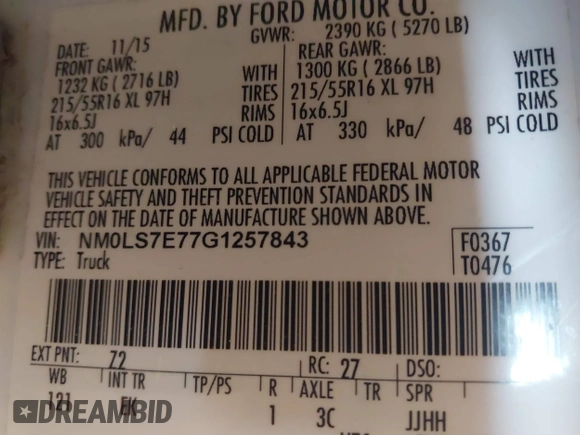 MFD. BY FORD MOTOR CO.
DATE: 11/15 GVWR: 2390 KG ( 5270 LB)
FRONT GAWR: REAR GAWR:
1232 KG ( 2716 LB) WITH 1300 KG ( 2866 LB) WITH
215/55R16 XL 97H TIRES 215/55R16 XL 97H TIRES
16x6.5J RIMS 16x6.5J RIMS
AT 300 kPa/ 44 PSI COLD AT 330 kPa/ 48 PSI COLD
THIS VEHICLE CONFORMS TO ALL APPLICABLE FEDERAL MOTOR
VEHICLE SAFETY AND THEFT PREVENTION STANDARDS IN
EFFECT ON THE DATE OF MANUFACTURE SHOWN ABOVE.
VIN: NM0LS7E77G1257843 F0367
TYPE: Truck T0476
EXT PNT: 72 RC: 27 DSO:
WB INT TR TP/PS R AXLE TR SPR
121 EK 1 3C JJHH
DREAMBID